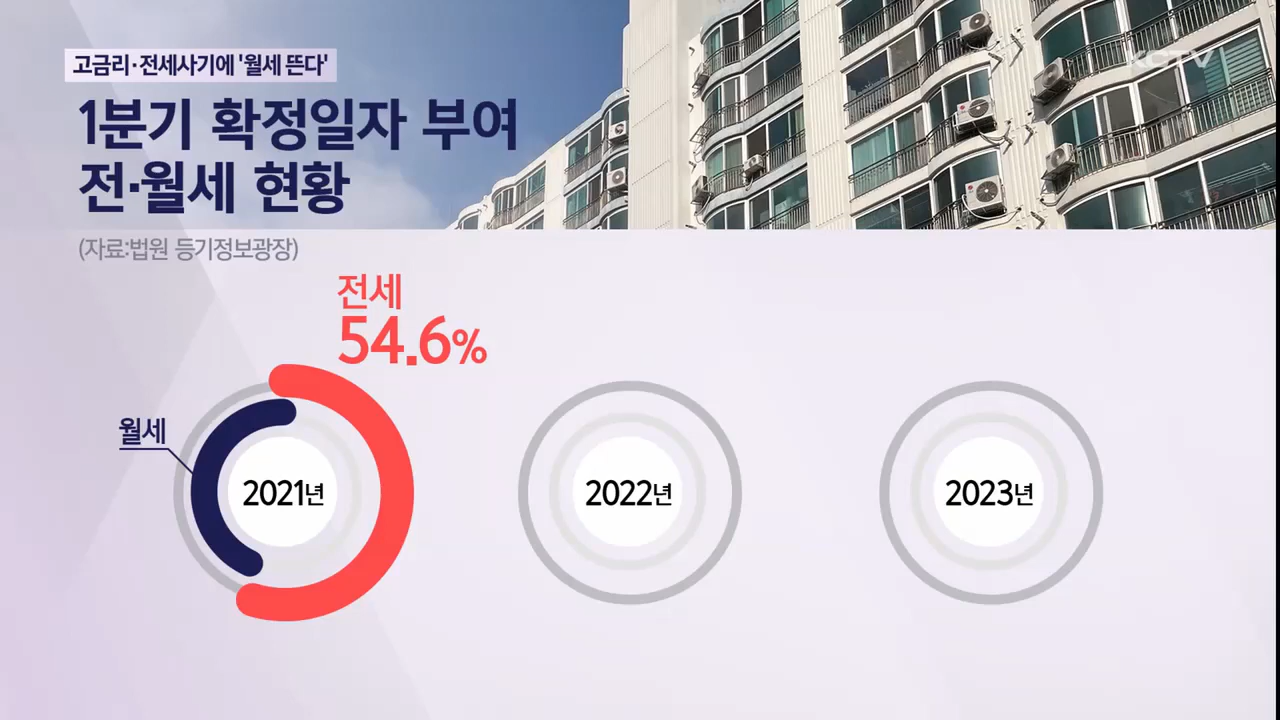 고금리·전세사기에 '월세 뜬다'
KCTV
1분기 확정일자 부여
전·월세 현황
(자료:법원 등기정보광장)
전세
54.6%
월세
2021년
2022년
2023년